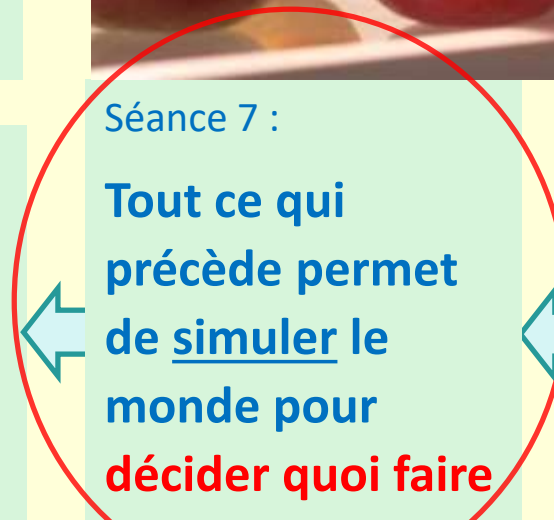 Séance 7 :
Tout ce qui
précède permet
de simuler le
monde pour
décider quoi faire